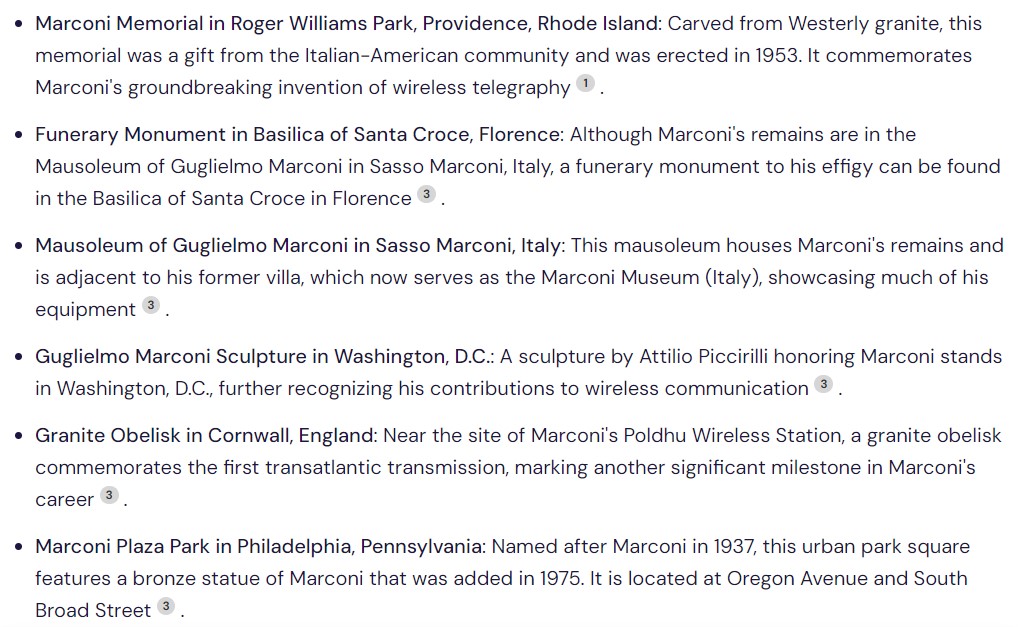 • Marconi Memorial in Roger Williams Park, Providence, Rhode Island: Carved from Westerly granite, this
memorial was a gift from the Italian-American community and was erected in 1953. It commemorates
Marconi's groundbreaking invention of wireless telegraphy 1 .
• Funerary Monument in Basilica of Santa Croce, Florence: Although Marconi's remains are in the
Mausoleum of Guglielmo Marconi in Sasso Marconi, Italy, a funerary monument to his effigy can be found
in the Basilica of Santa Croce in Florence 3 .
• Mausoleum of Guglielmo Marconi in Sasso Marconi, Italy: This mausoleum houses Marconi's remains and
is adjacent to his former villa, which now serves as the Marconi Museum (Italy), showcasing much of his
equipment 3 .
• Guglielmo Marconi Sculpture in Washington, D.C.: A sculpture by Attilio Piccirilli honoring Marconi stands
in Washington, D.C., further recognizing his contributions to wireless communication 3 .
• Granite Obelisk in Cornwall, England: Near the site of Marconi's Poldhu Wireless Station, a granite obelisk
commemorates the first transatlantic transmission, marking another significant milestone in Marconi's
career 3 .
• Marconi Plaza Park in Philadelphia, Pennsylvania: Named after Marconi in 1937, this urban park square
features a bronze statue of Marconi that was added in 1975. It is located at Oregon Avenue and South
Broad Street 3 .